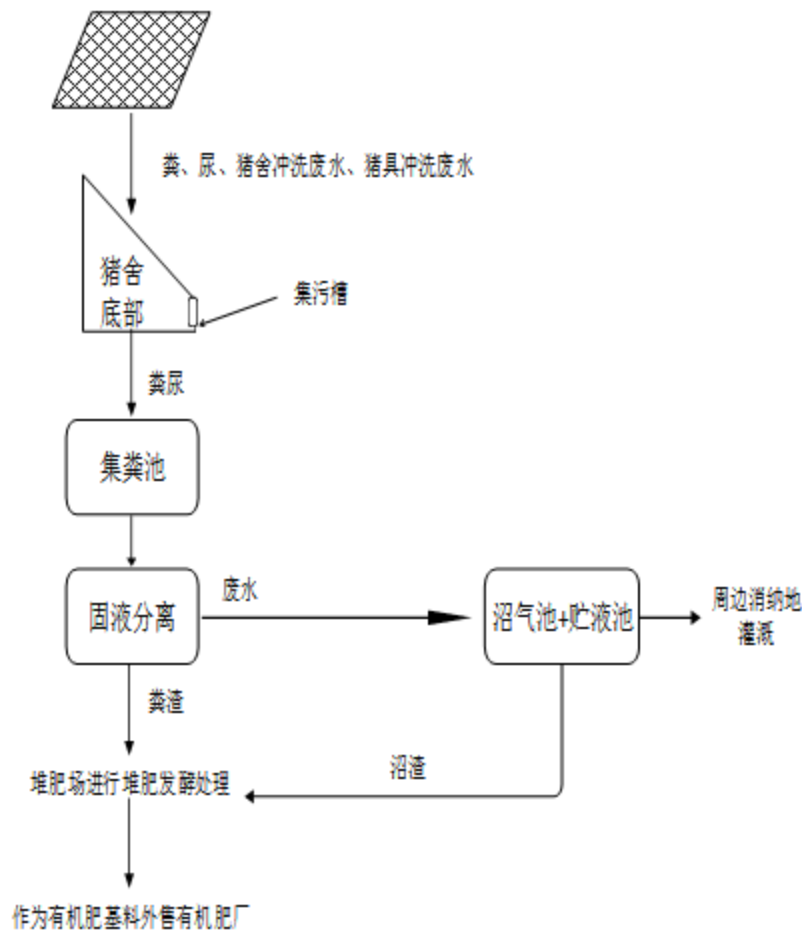 粪、尿、猪舍冲洗废水、猪具冲洗废水
猪舍
底部
集污槽
粪尿
集粪池
固液分离
废水
沼气池+贮液池
周边消纳地
灌溉
粪渣
沼渣
堆肥场进行堆肥发酵处理
作为有机肥基料外售有机肥厂